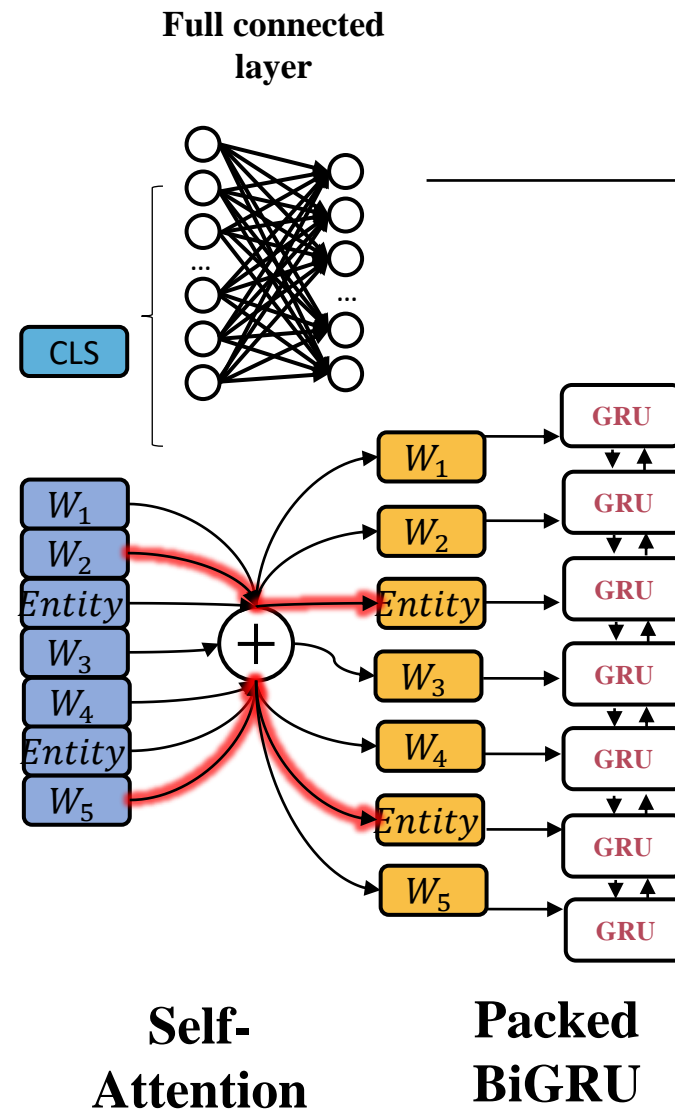 Full connected
layer
...
...
CLS
W₁
W₂
Entity
W₃
W₄
Entity
W₅
+
W₁
W₂
Entity
W₃
W₄
Entity
W₅
GRU
GRU
GRU
GRU
GRU
GRU
GRU
Self-
Attention
Packed
BiGRU